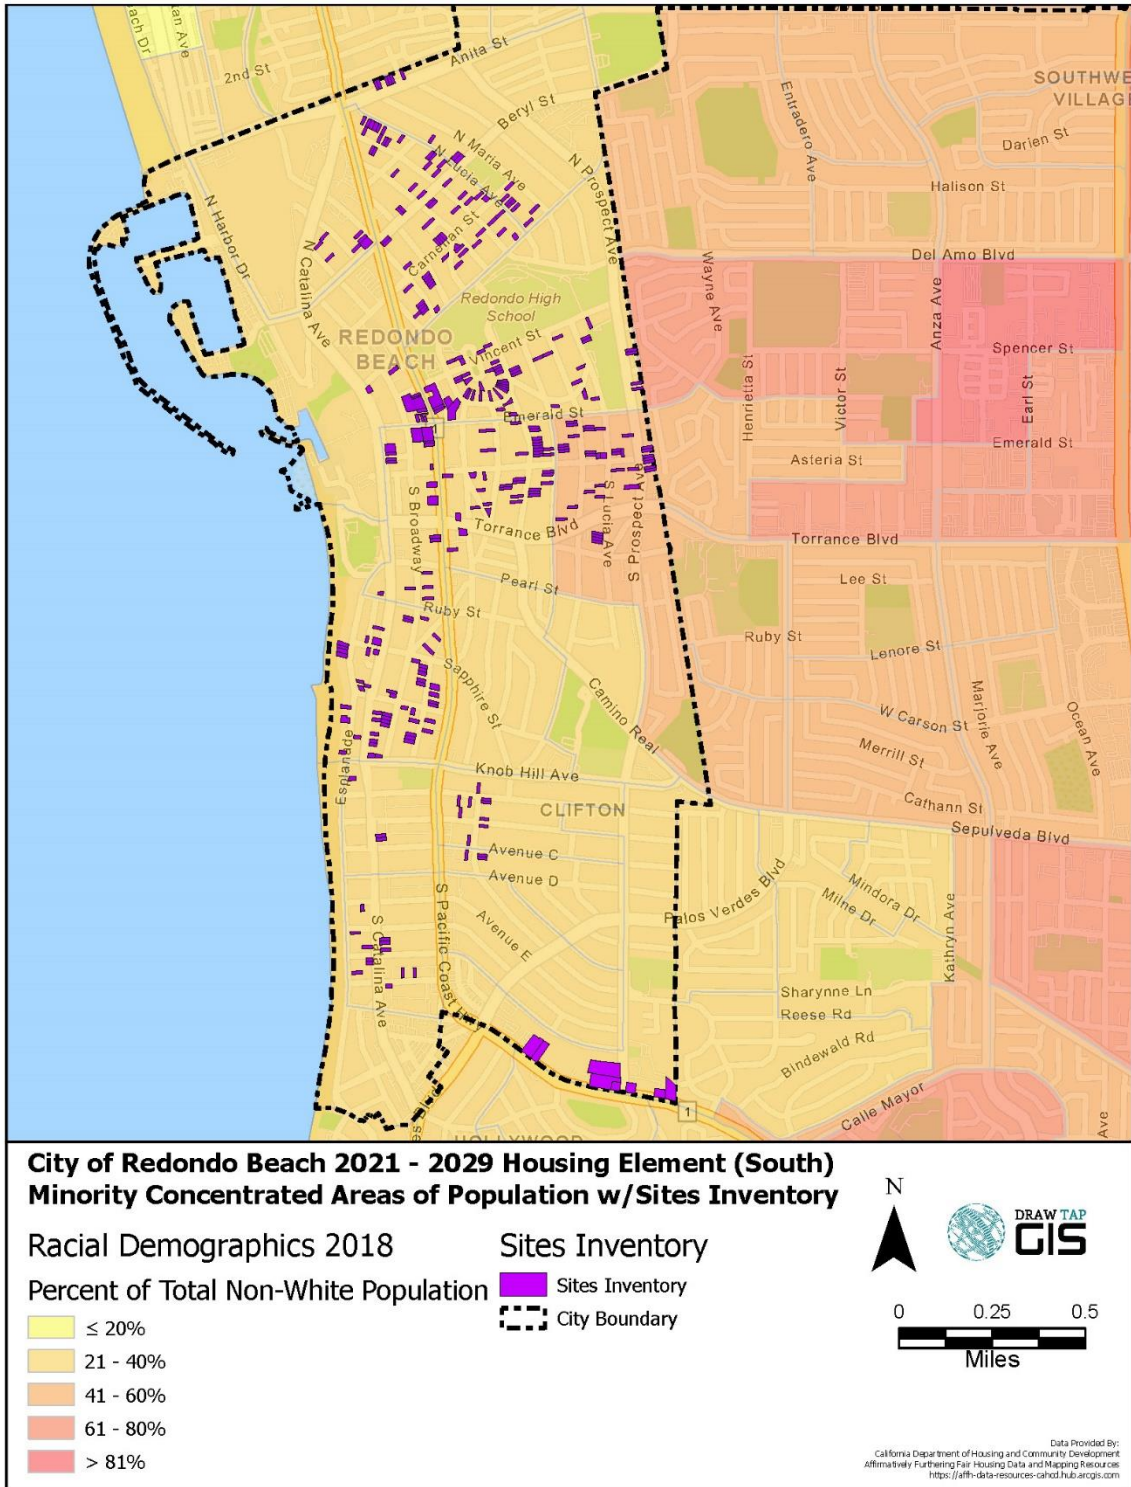 Anita St
2nd St
SOUTHWE
VILLAG
Beryl St
Entradero Ave
Darien St
N Maria Ave
N Lucia Ave
N Prospect Ave
Halison St
N Harbor Dr
Carnegian St
N Catalina Ave
Del Amo Blvd
Wayne Ave
Redondo High
School
Anza Ave
REDONDO
BEACH
Vincent St
Spencer St
Henrietta St
Victor St
Earl St
Emerald St
1
Emerald St
Asteria St
S Broadway
S Lucia Ave
S Prospect Ave
Torrance Blvd
Torrance Blvd
Pearl St
Lee St
Ruby St
Ruby St
Lenore St
Sapphire St
Camino Real
Marjorie Ave
W Carson St
Ocean Ave
Merrill St
Esplanade
Knob Hill Ave
CLIFTON
Cathann St
Sepulveda Blvd
Avenue C
Avenue D
Palos Verdes Blvd
Mindora Dr
Milne Dr
Kathryn Ave
S Catalina Ave
S Pacific Coast Hwy
Avenue E
Sharynne Ln
Reese Rd
Bindewald Rd
Calle Mayor
1
Ave
City of Redondo Beach 2021 - 2029 Housing Element (South)
Minority Concentrated Areas of Population w/Sites Inventory
Racial Demographics 2018
Percent of Total Non-White Population
≤ 20%
21 - 40%
41 - 60%
61 - 80%
> 81%
Sites Inventory
Sites Inventory
City Boundary
N
DRAW TAP
GIS
0 0.25 0.5
Miles
Data Provided By:
California Department of Housing and Community Development
Affirmatively Furthering Fair Housing Data and Mapping Resources
https://affh-data-resources-cahcd.hub.arcgis.com